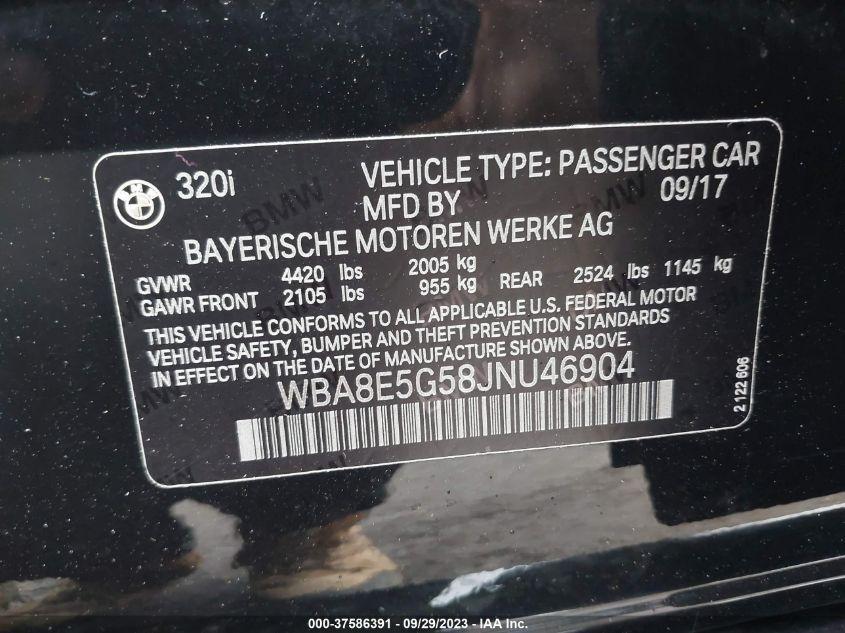 320i VEHICLE TYPE: PASSENGER CAR
MFD BY 09/17
BAYERISCHE MOTOREN WERKE AG
GVWR 4420 lbs 2005 kg
GAWR FRONT 2105 lbs 955 kg REAR 2524 lbs 1145 kg
THIS VEHICLE CONFORMS TO ALL APPLICABLE U.S. FEDERAL MOTOR
VEHICLE SAFETY, BUMPER AND THEFT PREVENTION STANDARDS
IN EFFECT ON THE DATE OF MANUFACTURE SHOWN ABOVE.
WBA8E5G58JNU46904
2 122 606
000-37586391 - 09/29/2023 - IAA Inc.